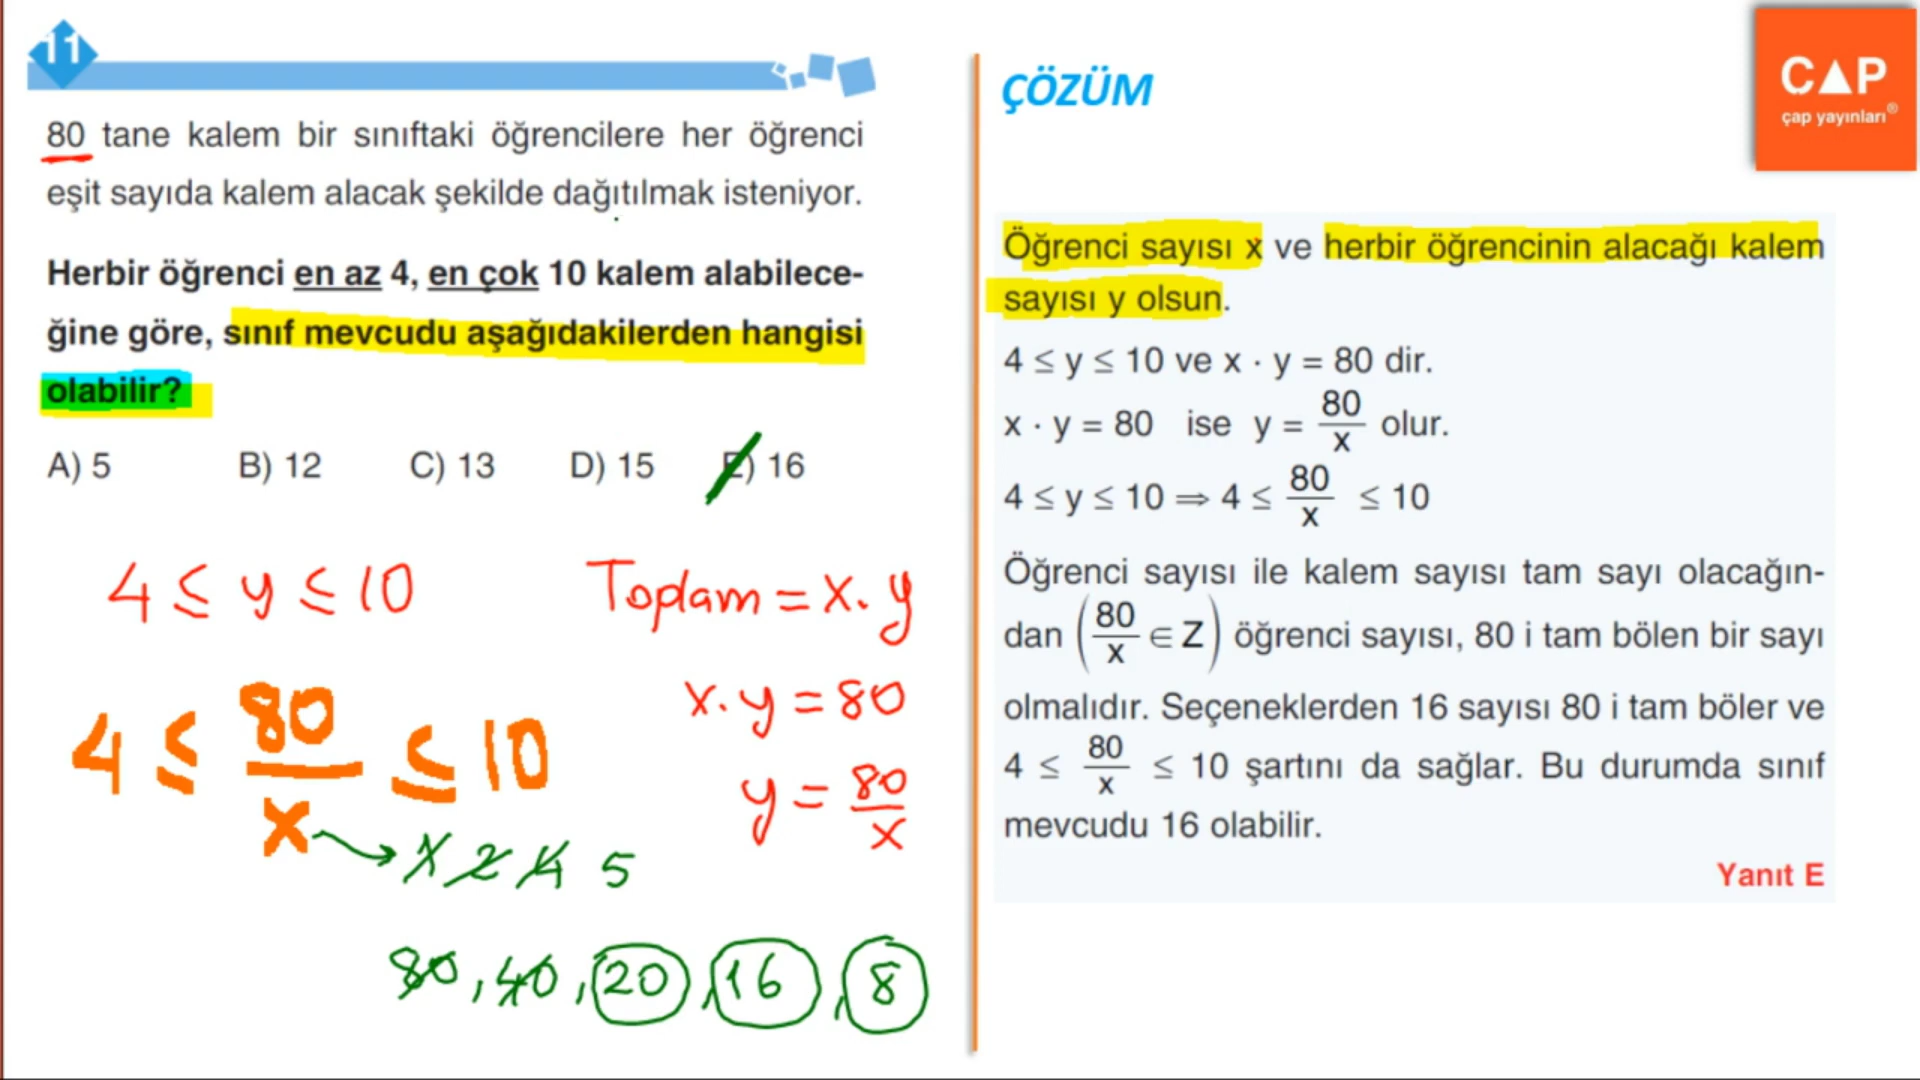 11
80 tane kalem bir sınıftaki öğrencilere her öğrenci
eşit sayıda kalem alacak şekilde dağıtılmak isteniyor.
Herbir öğrenci en az 4, en çok 10 kalem alabilece-
ğine göre, sınıf mevcudu aşağıdakilerden hangisi
olabilir?
A) 5 B) 12 C) 13 D) 15 E) 16
4 ≤ y ≤ 10
Toplam = x.y
x.y = 80
y = 80/x
4 ≤ 80/x ≤ 10
1 2 4 5
80, 40, 20, 16, 8
ÇÖZÜM
Öğrenci sayısı x ve herbir öğrencinin alacağı kalem
sayısı y olsun.
4 ≤ y ≤ 10 ve x · y = 80 dir.
x · y = 80 ise y = 80/x olur.
4 ≤ y ≤ 10 ⇒ 4 ≤ 80/x ≤ 10
Öğrenci sayısı ile kalem sayısı tam sayı olacağın-
dan (80/x ∈ Z) öğrenci sayısı, 80 i tam bölen bir sayı
olmalıdır. Seçeneklerden 16 sayısı 80 i tam böler ve
4 ≤ 80/x ≤ 10 şartını da sağlar. Bu durumda sınıf
mevcudu 16 olabilir.
Yanıt E
CAP
çap yayınları®